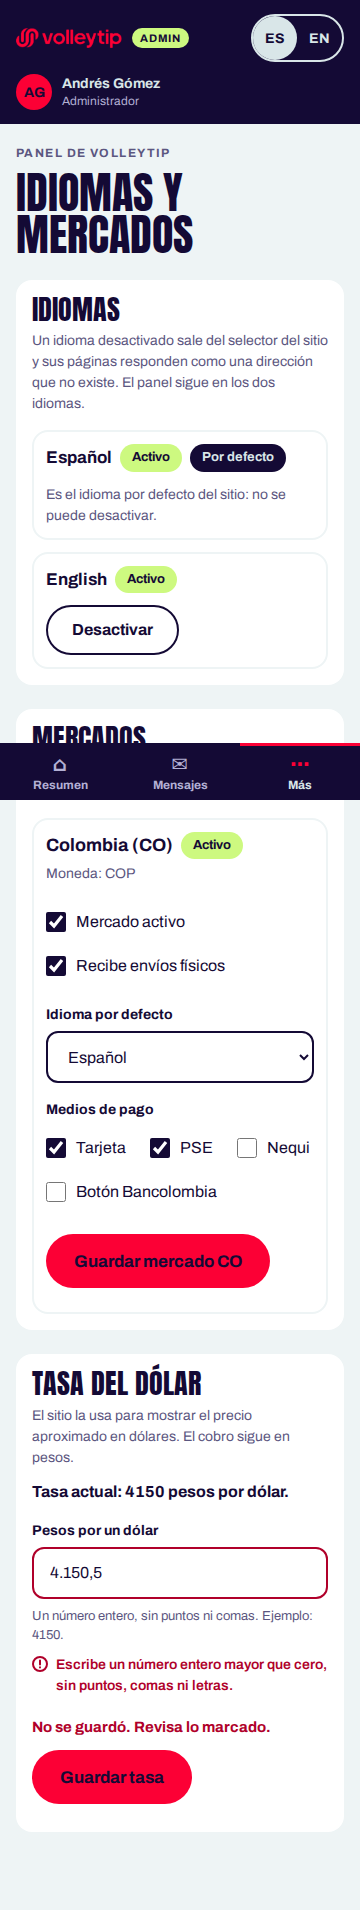 volleytip ADMIN ES EN
AG Andrés Gómez
Administrador
PANEL DE VOLLEYTIP
IDIOMAS Y
MERCADOS
IDIOMAS
Un idioma desactivado sale del selector del sitio
y sus páginas responden como una dirección
que no existe. El panel sigue en los dos
idiomas.
Español Activo Por defecto
Es el idioma por defecto del sitio: no se
puede desactivar.
English Activo
Desactivar
MERCADOS
Resumen Mensajes Más
Colombia (CO) Activo
Moneda: COP
Mercado activo
Recibe envíos físicos
Idioma por defecto
Español
Medios de pago
Tarjeta PSE Nequi
Botón Bancolombia
Guardar mercado CO
TASA DEL DÓLAR
El sitio la usa para mostrar el precio
aproximado en dólares. El cobro sigue en
pesos.
Tasa actual: 4150 pesos por dólar.
Pesos por un dólar
4.150,5
Un número entero, sin puntos ni comas. Ejemplo:
4150.
Escribe un número entero mayor que cero,
sin puntos, comas ni letras.
No se guardó. Revisa lo marcado.
Guardar tasa